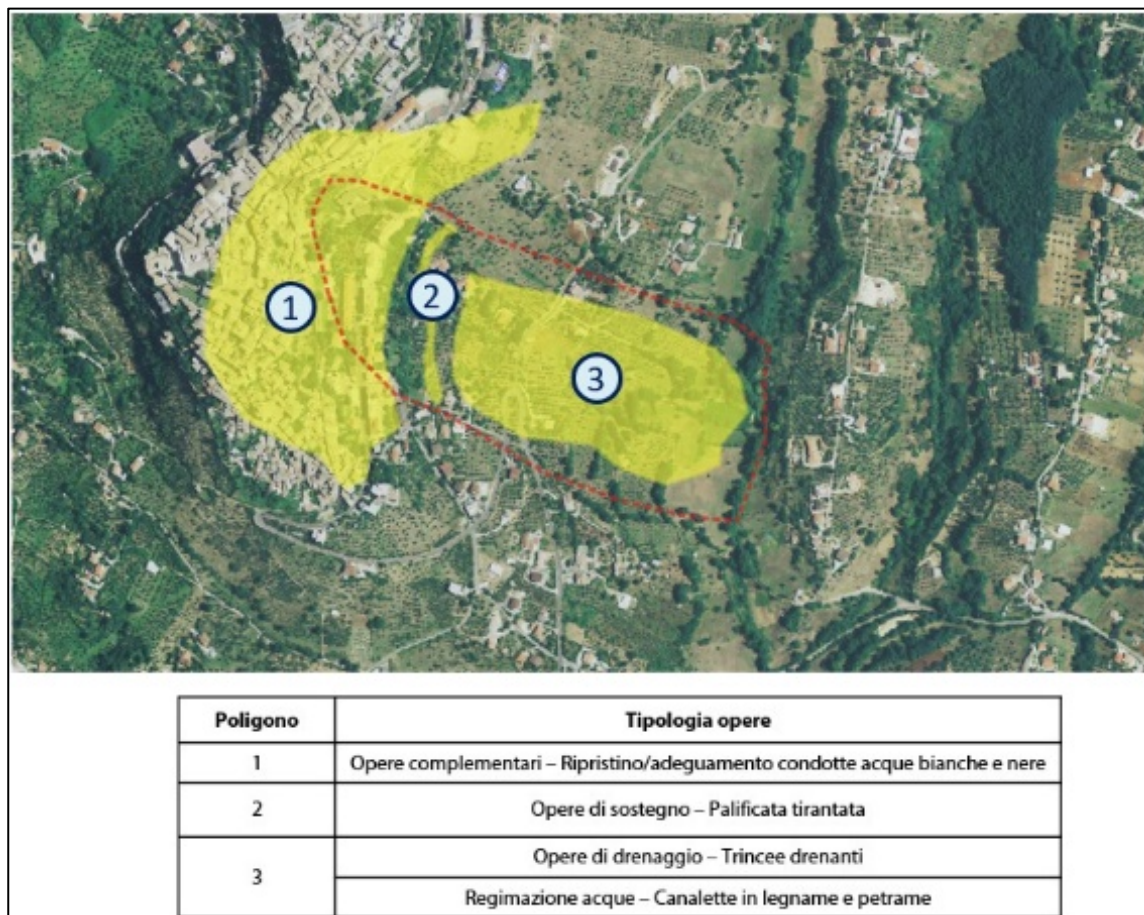 1
2
3
Poligono Tipologia opere
1 Opere complementari – Ripristino/adeguamento condotte acque bianche e nere
2 Opere di sostegno – Palificata tirantata
3 Opere di drenaggio – Trincee drenanti
Regimazione acque – Canalette in legname e petrame